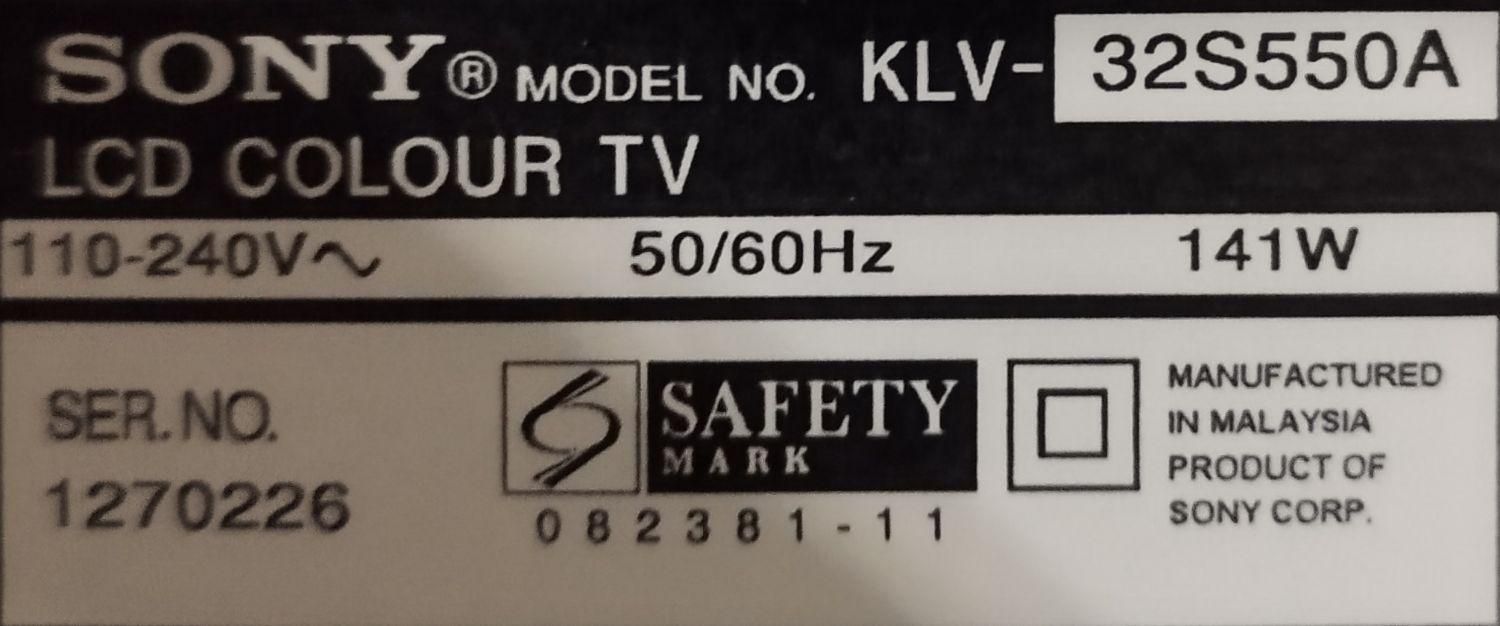 SONY® MODEL NO. KLV-32S550A
LCD COLOUR TV
110-240V~ 50/60Hz 141W
SER. NO.
1270226
SAFETY
MARK
082381-11
MANUFACTURED
IN MALAYSIA
PRODUCT OF
SONY CORP.